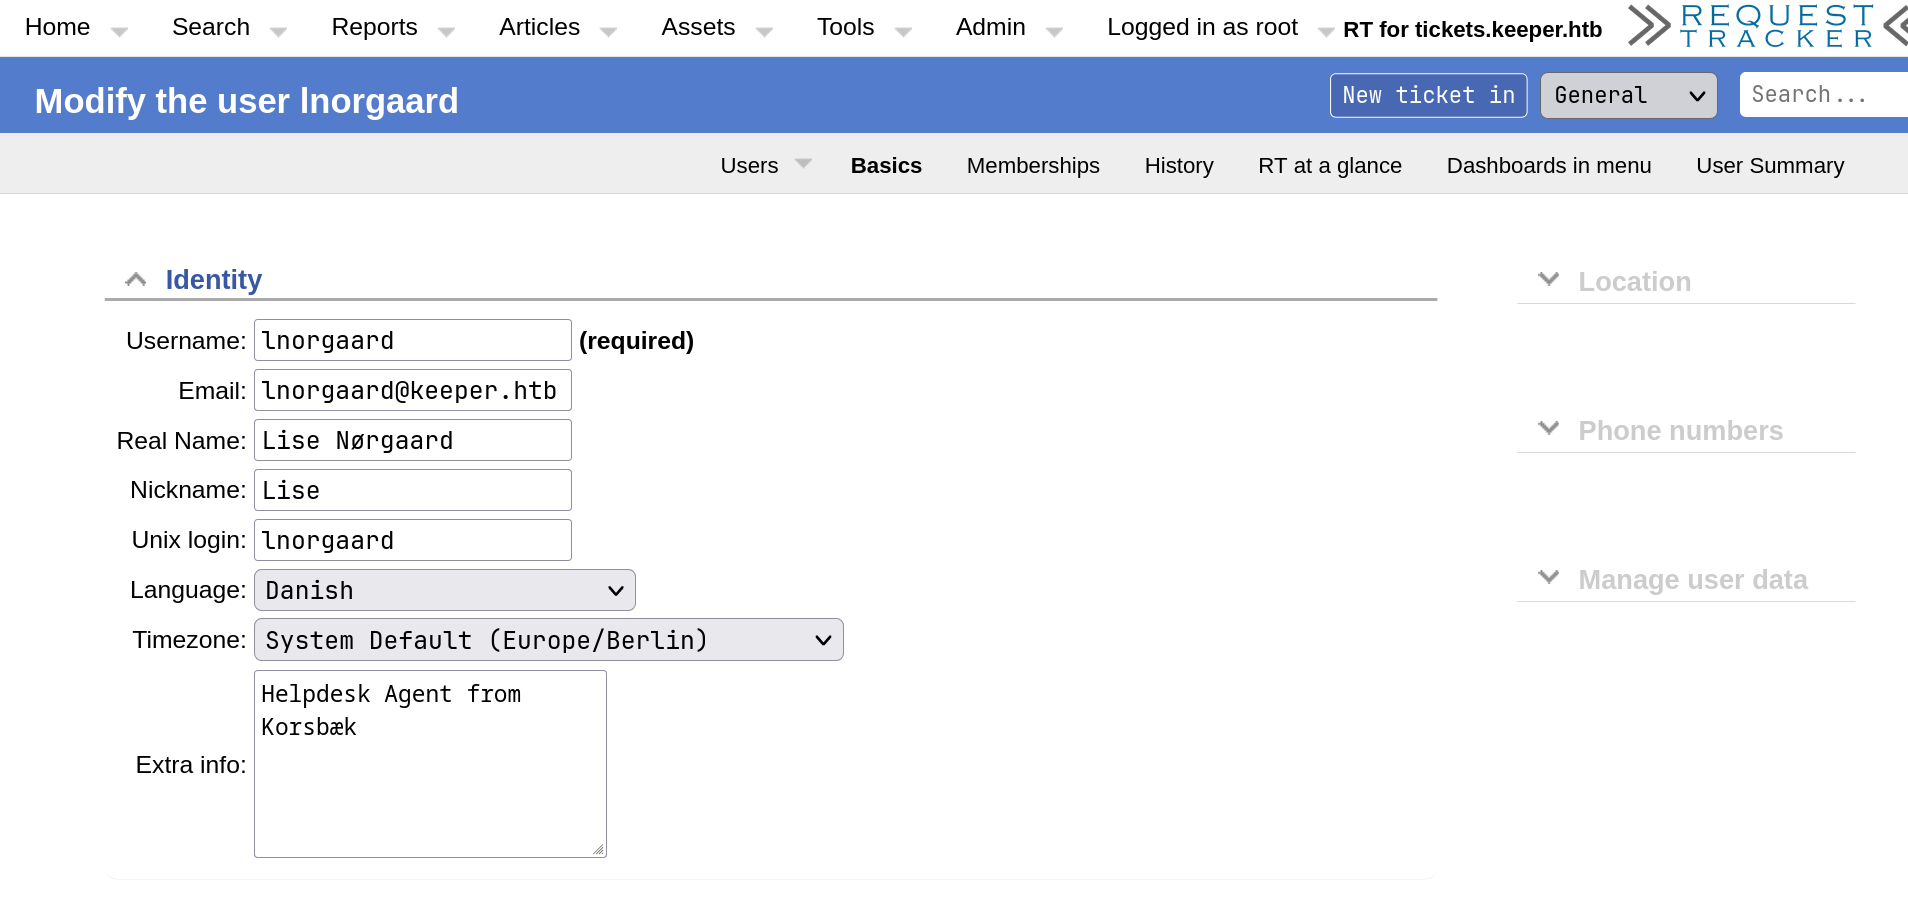 Home Search Reports Articles Assets Tools Admin Logged in as root RT for tickets.keeper.htb REQUEST TRACKER
Modify the user lnorgaard New ticket in General Search...
Users Basics Memberships History RT at a glance Dashboards in menu User Summary
Identity
Username: lnorgaard (required)
Email: lnorgaard@keeper.htb
Real Name: Lise Nørgaard
Nickname: Lise
Unix login: lnorgaard
Language: Danish
Timezone: System Default (Europe/Berlin)
Extra info: Helpdesk Agent from
Korsbæk
Location
Phone numbers
Manage user data